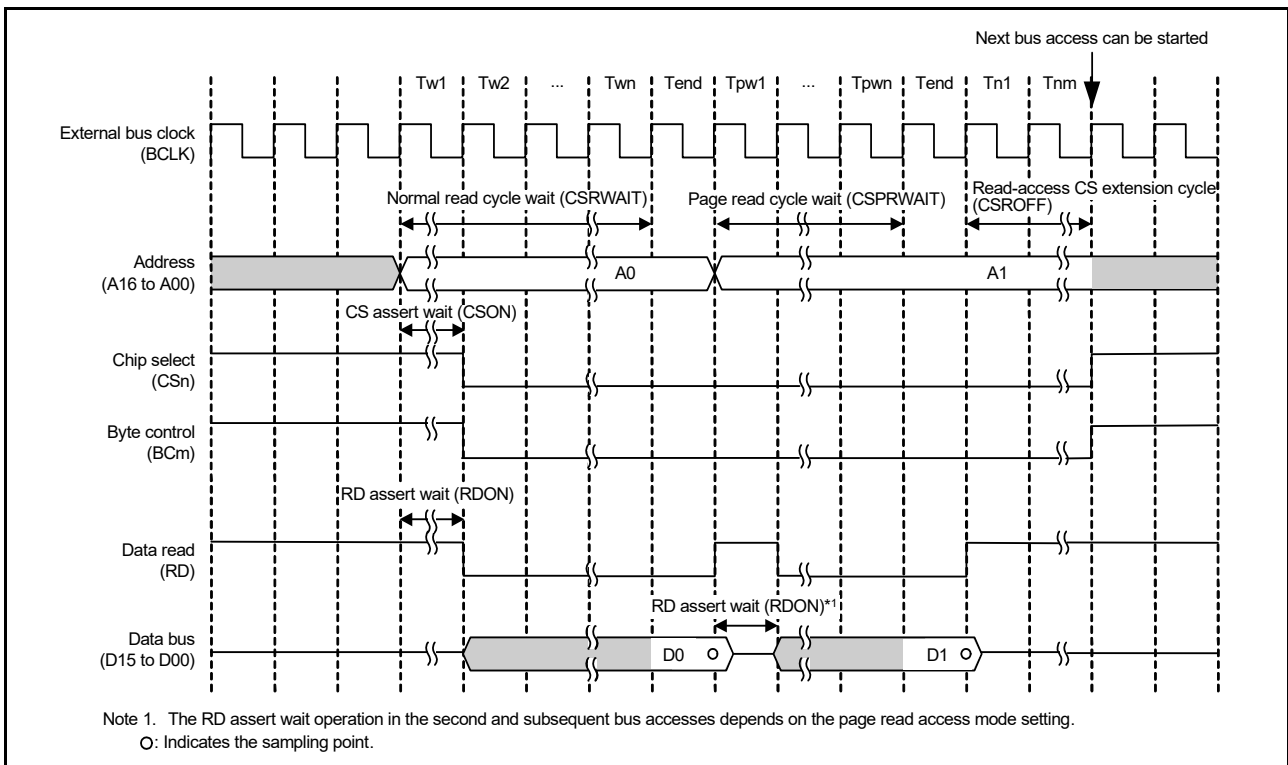 Next bus access can be started
Tw1 Tw2 ... Twn Tend Tpw1 ... Tpwn Tend Tn1 Tnm
External bus clock
(BCLK)
Normal read cycle wait (CSRWAIT)
Page read cycle wait (CSPRWAIT)
Read-access CS extension cycle
(CSROFF)
Address
(A16 to A00)
A0
A1
CS assert wait (CSON)
Chip select
(CSn)
Byte control
(BCm)
RD assert wait (RDON)
Data read
(RD)
RD assert wait (RDON)*1
Data bus
(D15 to D00)
D0
D1
Note 1. The RD assert wait operation in the second and subsequent bus accesses depends on the page read access mode setting.
O: Indicates the sampling point.